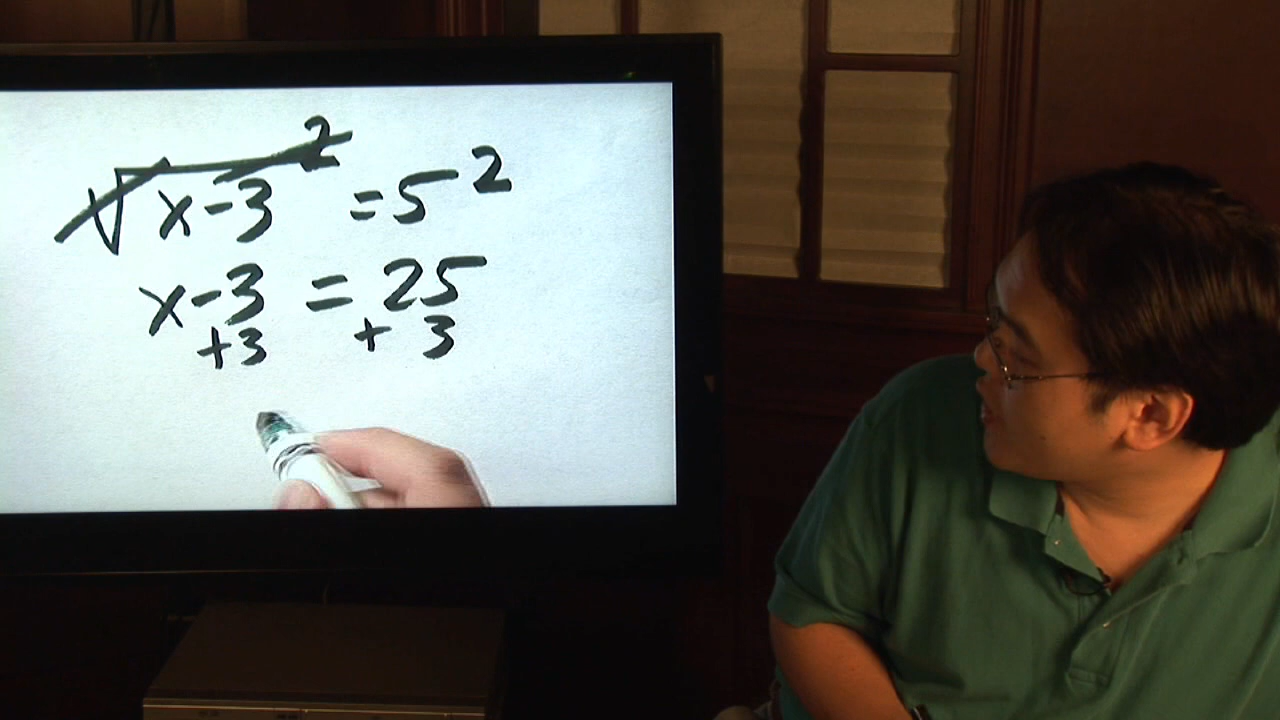 √x-3² = 5²
x-3 = 25
+3 + 3